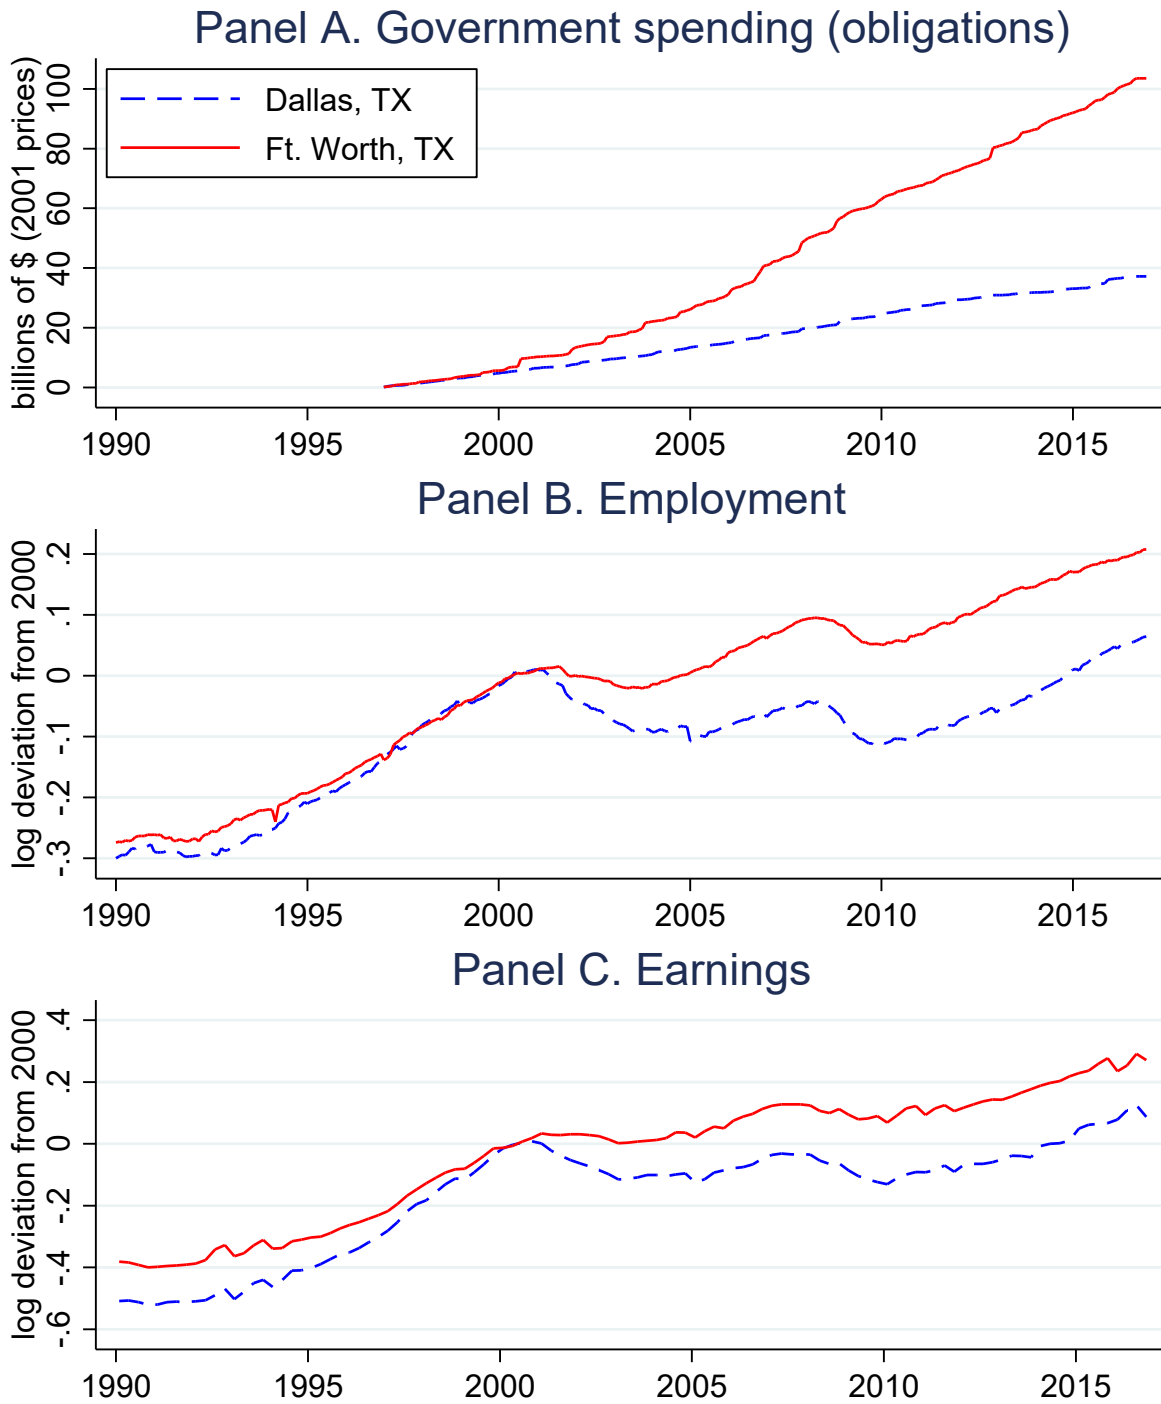 Panel A. Government spending (obligations)
billions of $ (2001 prices)
100
80
60
40
20
0
Dallas, TX
Ft. Worth, TX
1990 1995 2000 2005 2010 2015
Panel B. Employment
log deviation from 2000
.2
.1
0
-.1
-.2
-.3
1990 1995 2000 2005 2010 2015
Panel C. Earnings
log deviation from 2000
.4
.2
0
-.2
-.4
-.6
1990 1995 2000 2005 2010 2015